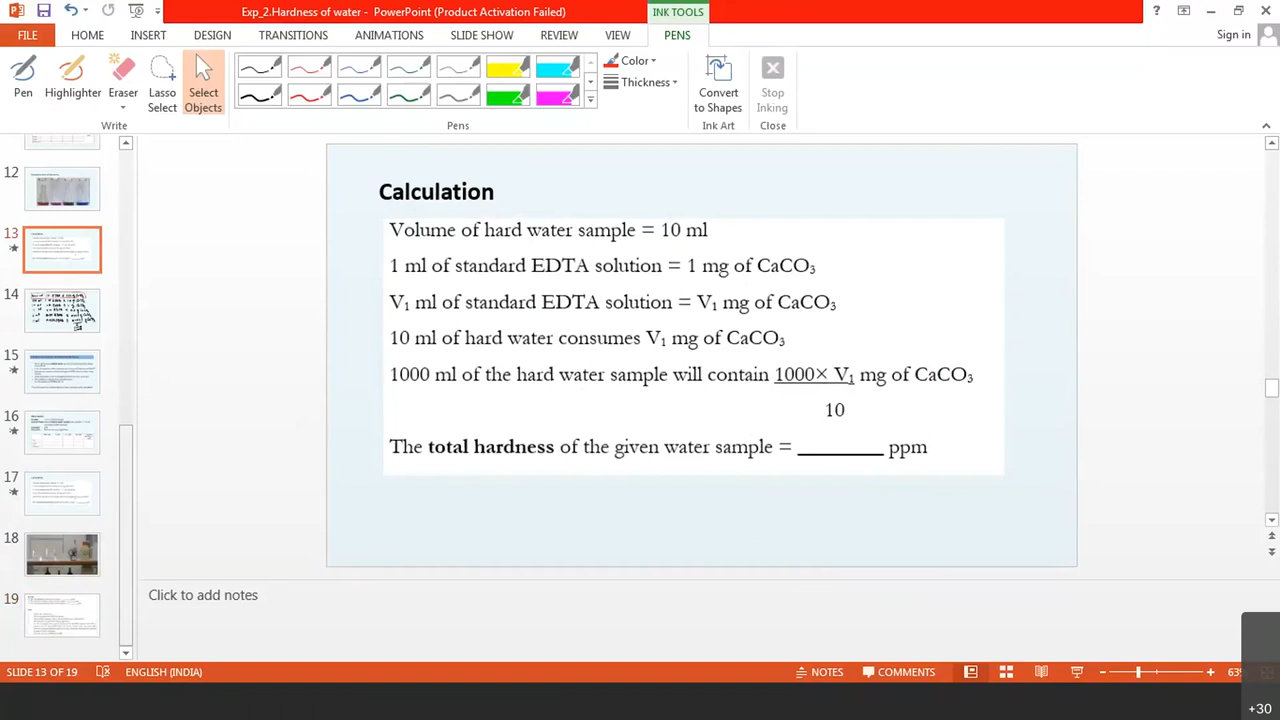 Exp_2.Hardness of water - PowerPoint (Product Activation Failed)
INK TOOLS
FILE HOME INSERT DESIGN TRANSITIONS ANIMATIONS SLIDE SHOW REVIEW VIEW PENS
Sign in
Pen Highlighter Eraser Lasso Select Select Objects
Color
Thickness
Convert to Shapes
Stop Inking
Write Pens Ink Art Close
12
13
14
15
16
17
18
19
Calculation
Volume of hard water sample = 10 ml
1 ml of standard EDTA solution = 1 mg of CaCO₃
V₁ ml of standard EDTA solution = V₁ mg of CaCO₃
10 ml of hard water consumes V₁ mg of CaCO₃
1000 ml of the hard water sample will contain 1000× V₁ mg of CaCO₃
10
The total hardness of the given water sample = ________ ppm
Click to add notes
SLIDE 13 OF 19 ENGLISH (INDIA) NOTES COMMENTS
+30